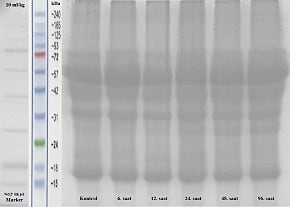 10 ml/kg
kDa
~240
~165
~125
~93
~72
~57
~42
~31
~24
~18
~15
Marker
Kontrol
6. saat
12. saat
24. saat
48. saat
96. saat